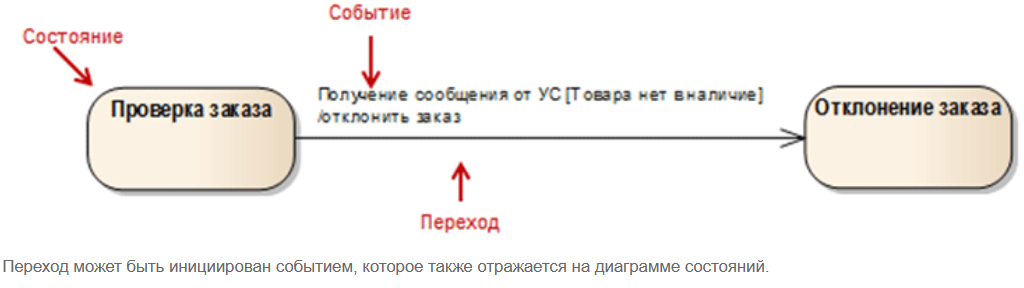 Событие
Состояние
Получение сообщения от УС [Товара нет вналичие]
/отклонить заказ
Проверка заказа
Отклонение заказа
Переход
Переход может быть инициирован событием, которое также отражается на диаграмме состояний.